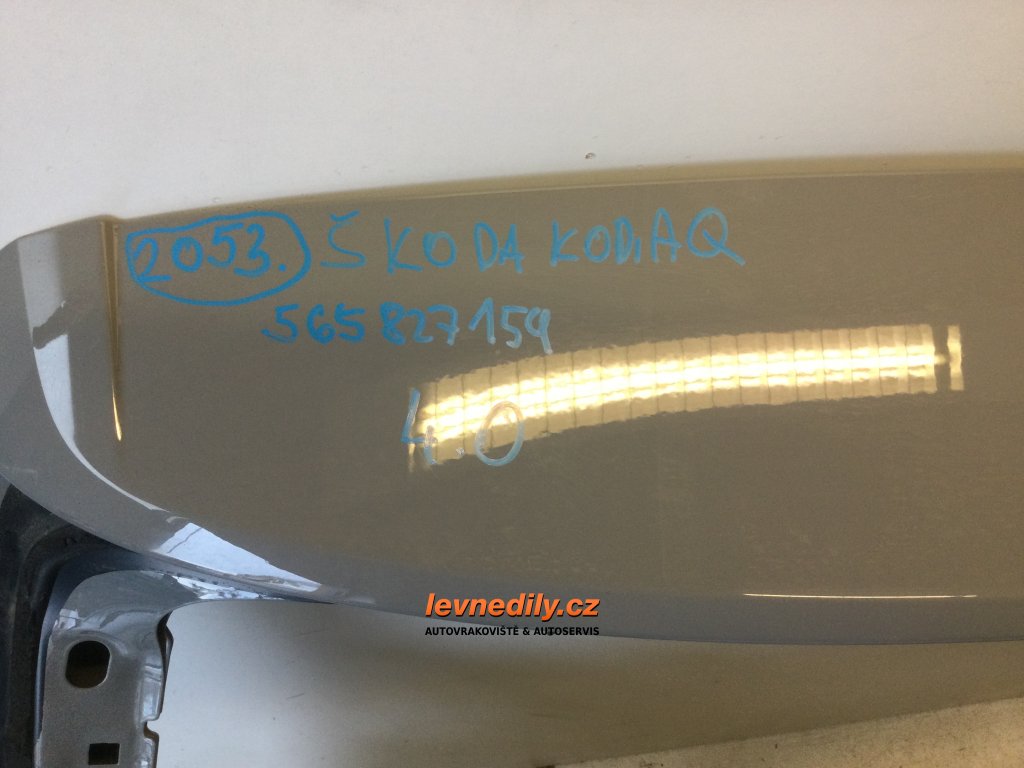 2053. ŠKODA KODiAQ
565827159
4.0
levnedily.cz
AUTOVRAKOVIŠTĚ & AUTOSERVIS